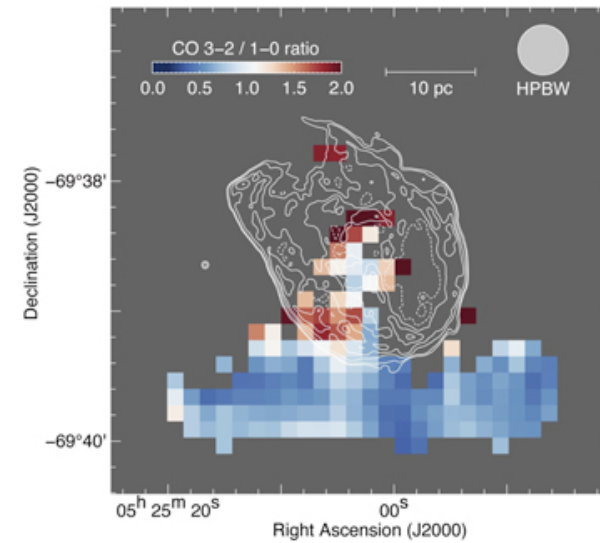 CO 3–2 / 1–0 ratio
0.0 0.5 1.0 1.5 2.0
10 pc
HPBW
−69°38'
Declination (J2000)
−69°40'
05h 25m 20s 00s
Right Ascension (J2000)